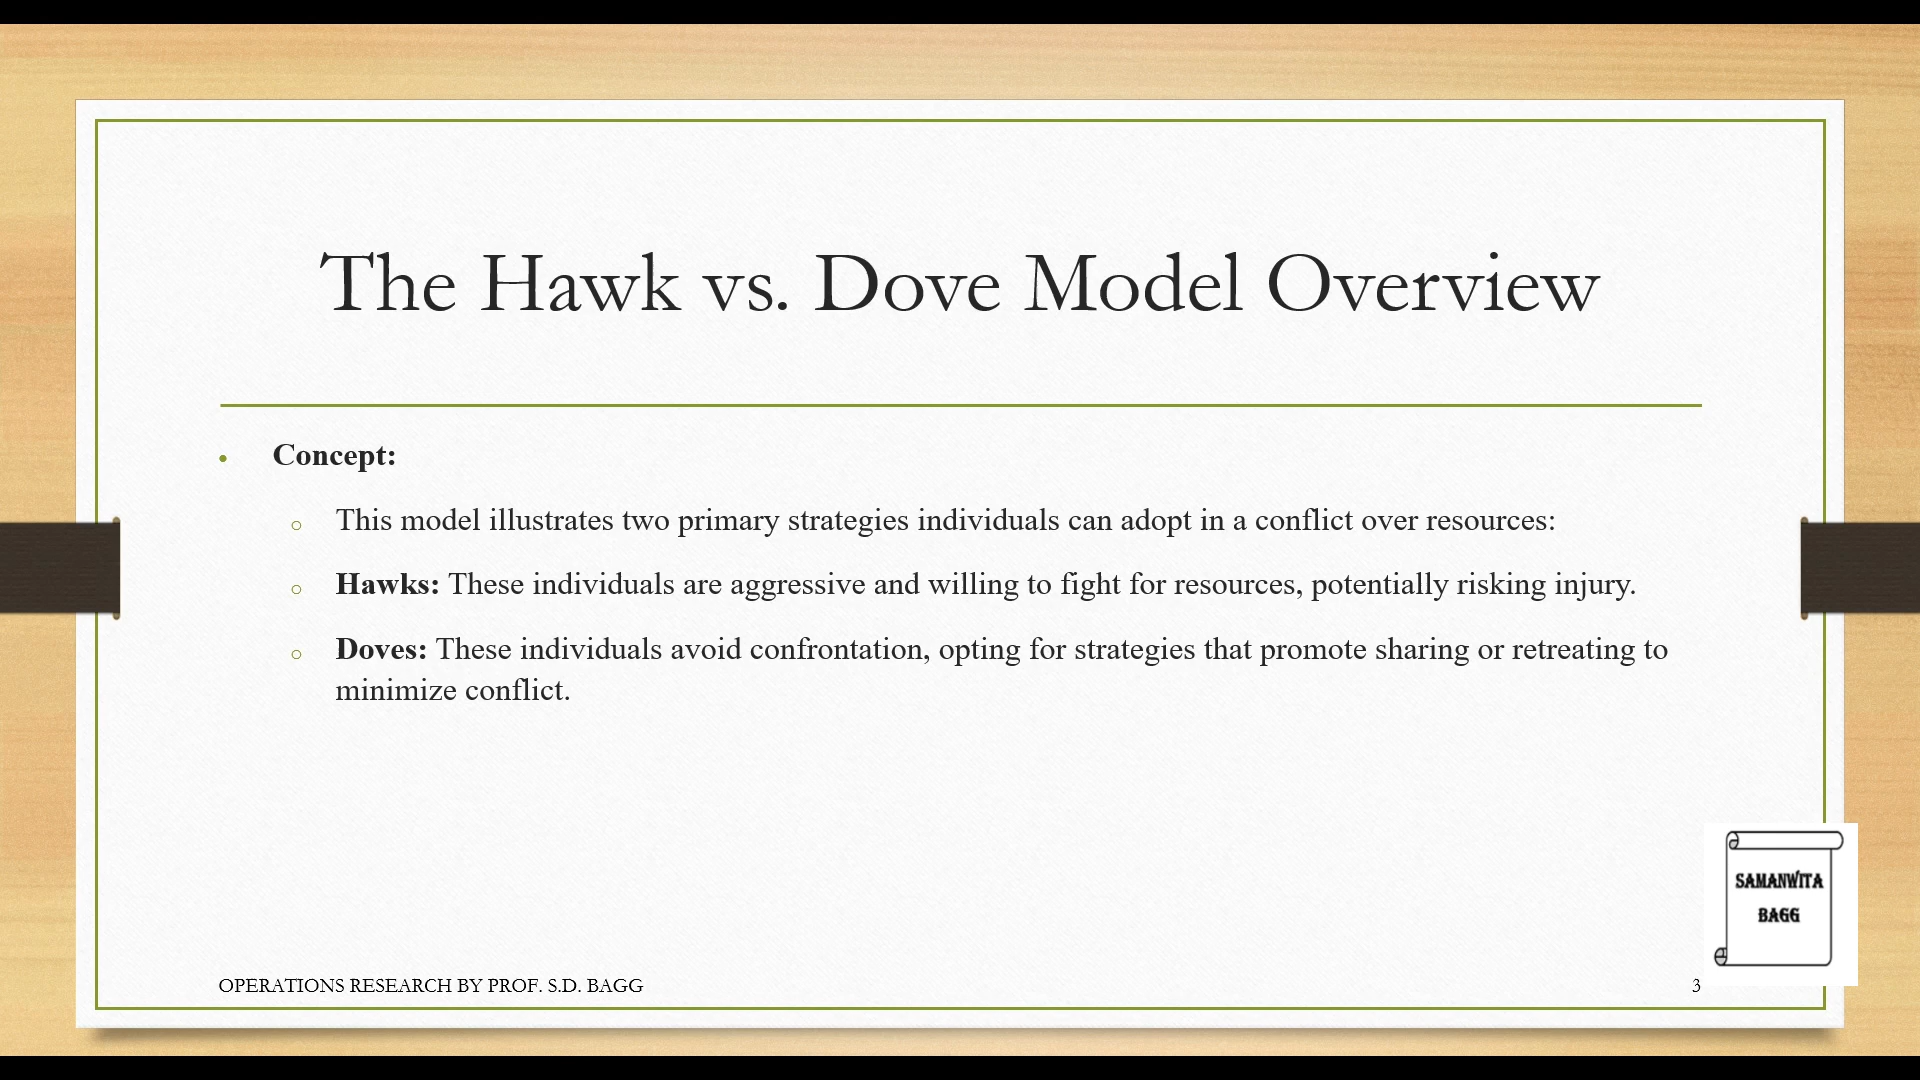 The Hawk vs. Dove Model Overview
• Concept:
○ This model illustrates two primary strategies individuals can adopt in a conflict over resources:
○ Hawks: These individuals are aggressive and willing to fight for resources, potentially risking injury.
○ Doves: These individuals avoid confrontation, opting for strategies that promote sharing or retreating to
minimize conflict.
SAMANWITA
BAGG
OPERATIONS RESEARCH BY PROF. S.D. BAGG
3